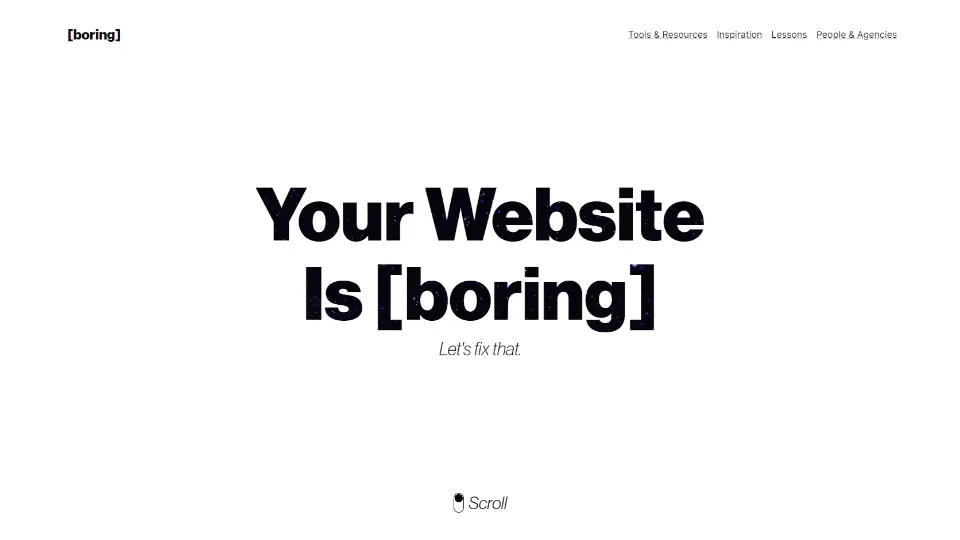 [boring]
Tools & Resources Inspiration Lessons People & Agencies
Your Website
Is [boring]
Let's fix that.
Scroll